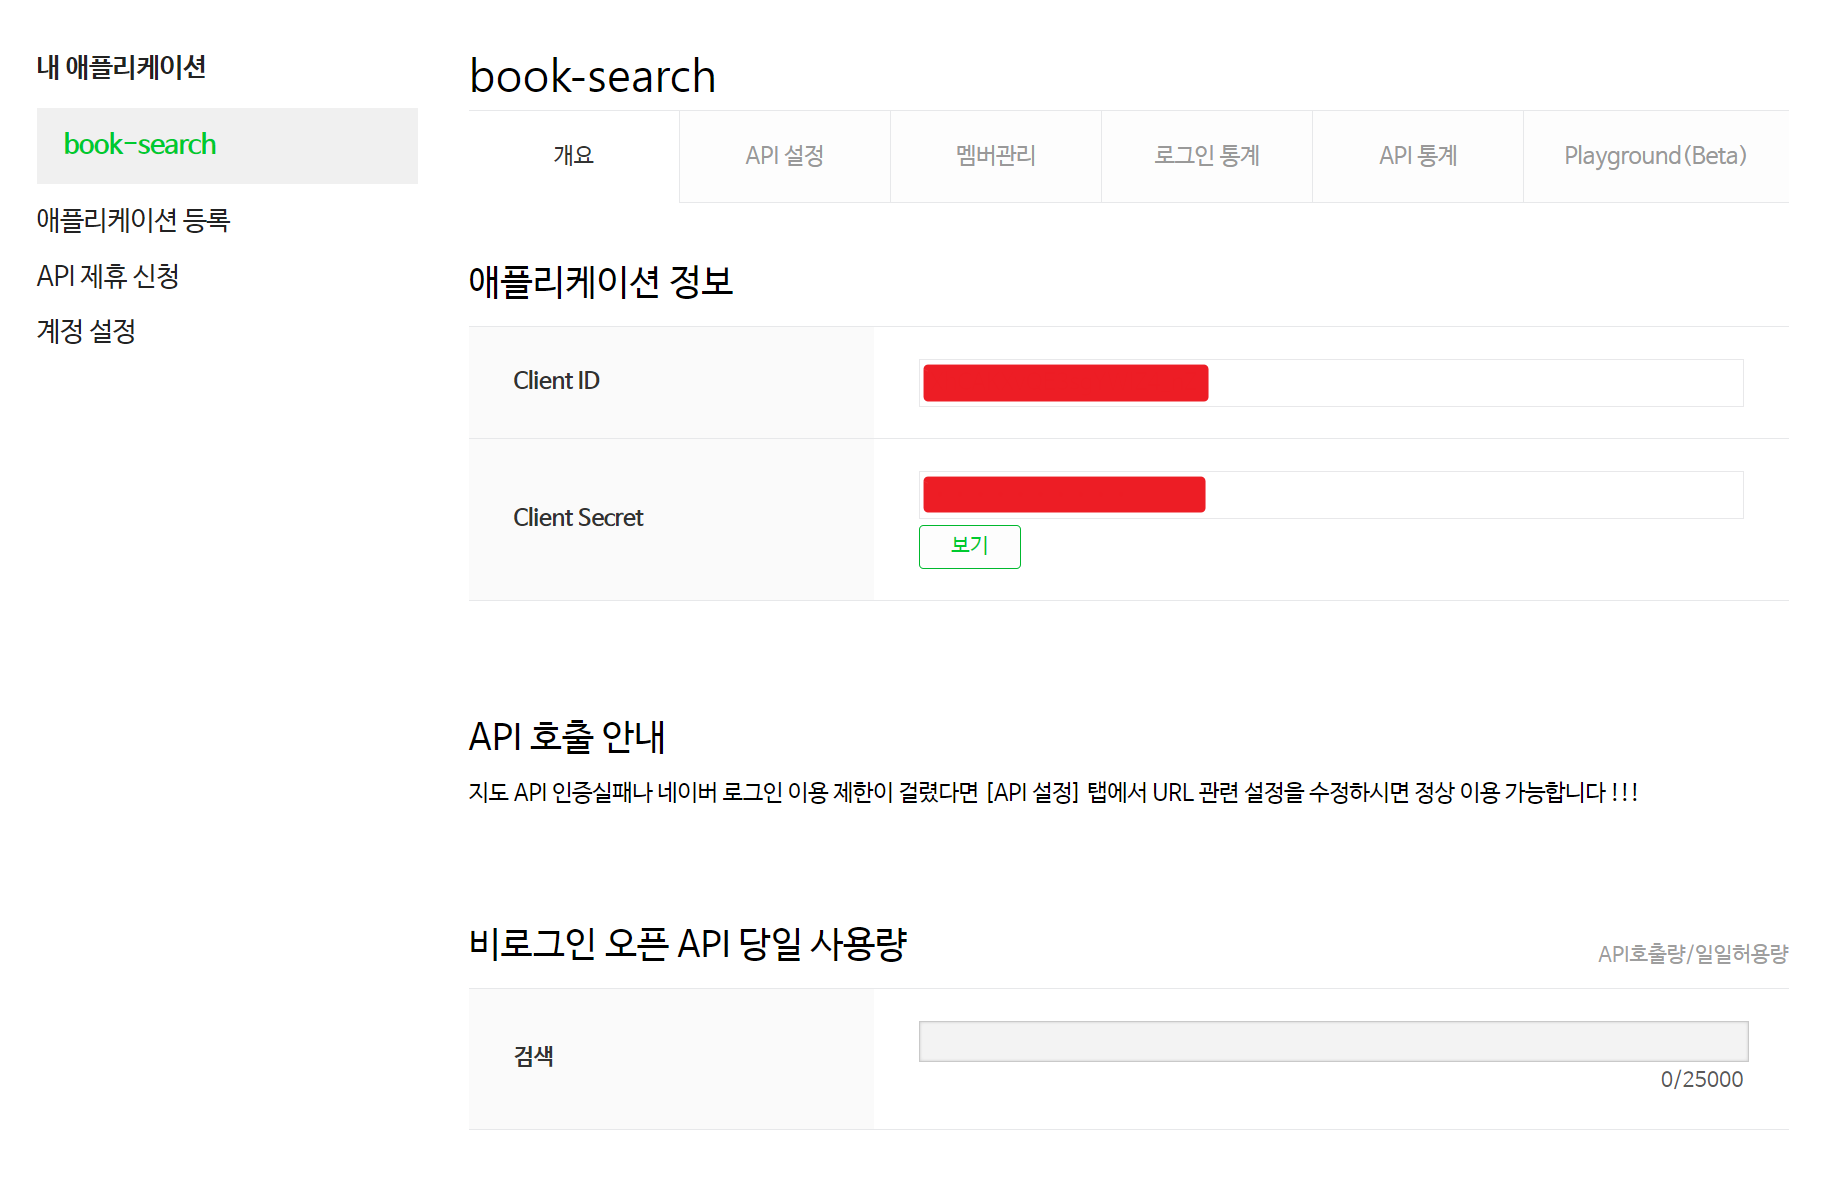 내 애플리케이션
book-search
애플리케이션 등록
API 제휴 신청
계정 설정
book-search
개요
API 설정
멤버관리
로그인 통계
API 통계
Playground(Beta)
애플리케이션 정보
Client ID
Client Secret
보기
API 호출 안내
지도 API 인증실패나 네이버 로그인 이용 제한이 걸렸다면 [API 설정] 탭에서 URL 관련 설정을 수정하시면 정상 이용 가능합니다 !!!
비로그인 오픈 API 당일 사용량
API호출량/일일허용량
검색
0/25000